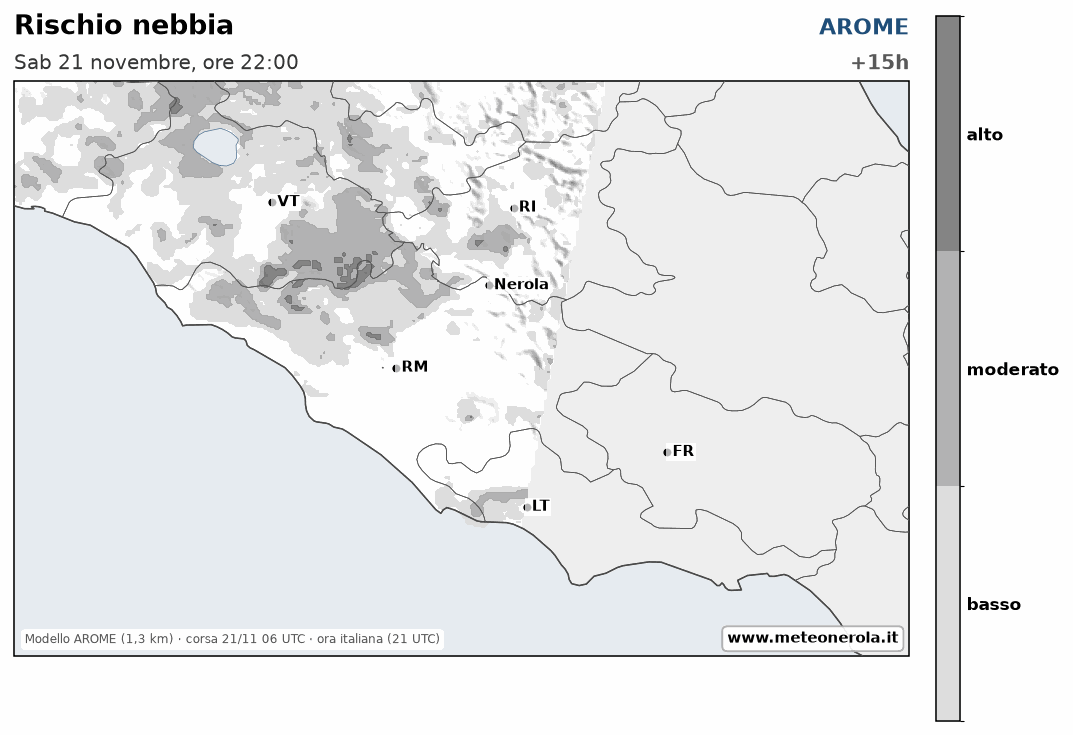 Rischio nebbia
AROME
Sab 21 novembre, ore 22:00
+15h
alto
VT
RI
Nerola
moderato
RM
FR
LT
basso
Modello AROME (1,3 km) · corsa 21/11 06 UTC · ora italiana (21 UTC)
www.meteonerola.it